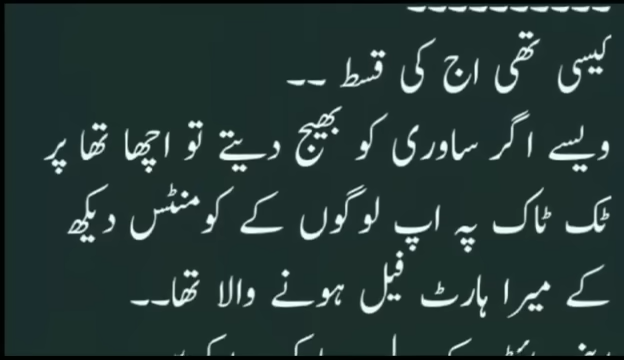 ----------
کیسی تھی اج کی قسط --
ویسے اگر ساوری کو بھیج دیتے تو اچھا تھا پر
ٹک ٹاک پہ اپ لوگوں کے کومنٹس دیکھ
کے میرا ہارٹ فیل ہونے والا تھا--